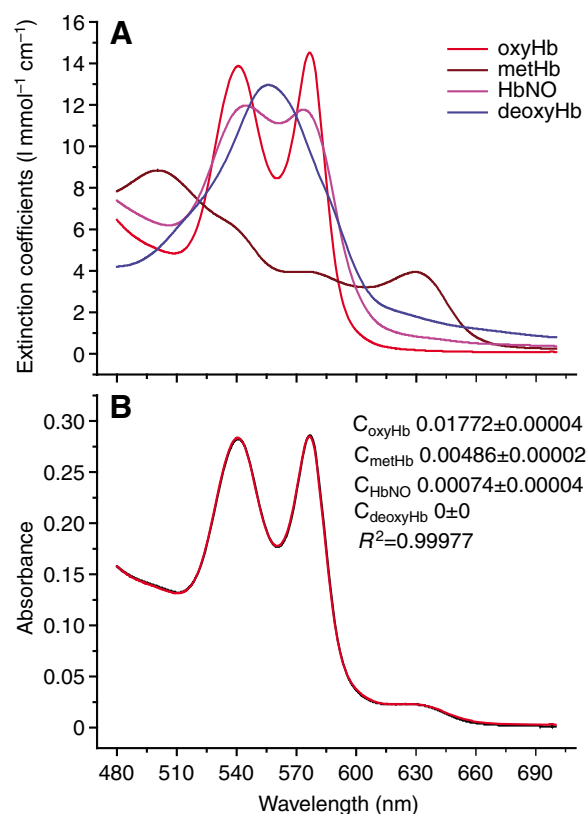 A
Extinction coefficients (l mmol⁻¹ cm⁻¹)
16
14
12
10
8
6
4
2
0
oxyHb
metHb
HbNO
deoxyHb
B
Absorbance
0.30
0.25
0.20
0.15
0.10
0.05
0
C_oxyHb 0.01772±0.00004
C_metHb 0.00486±0.00002
C_HbNO 0.00074±0.00004
C_deoxyHb 0±0
R²=0.99977
480 510 540 570 600 630 660 690
Wavelength (nm)